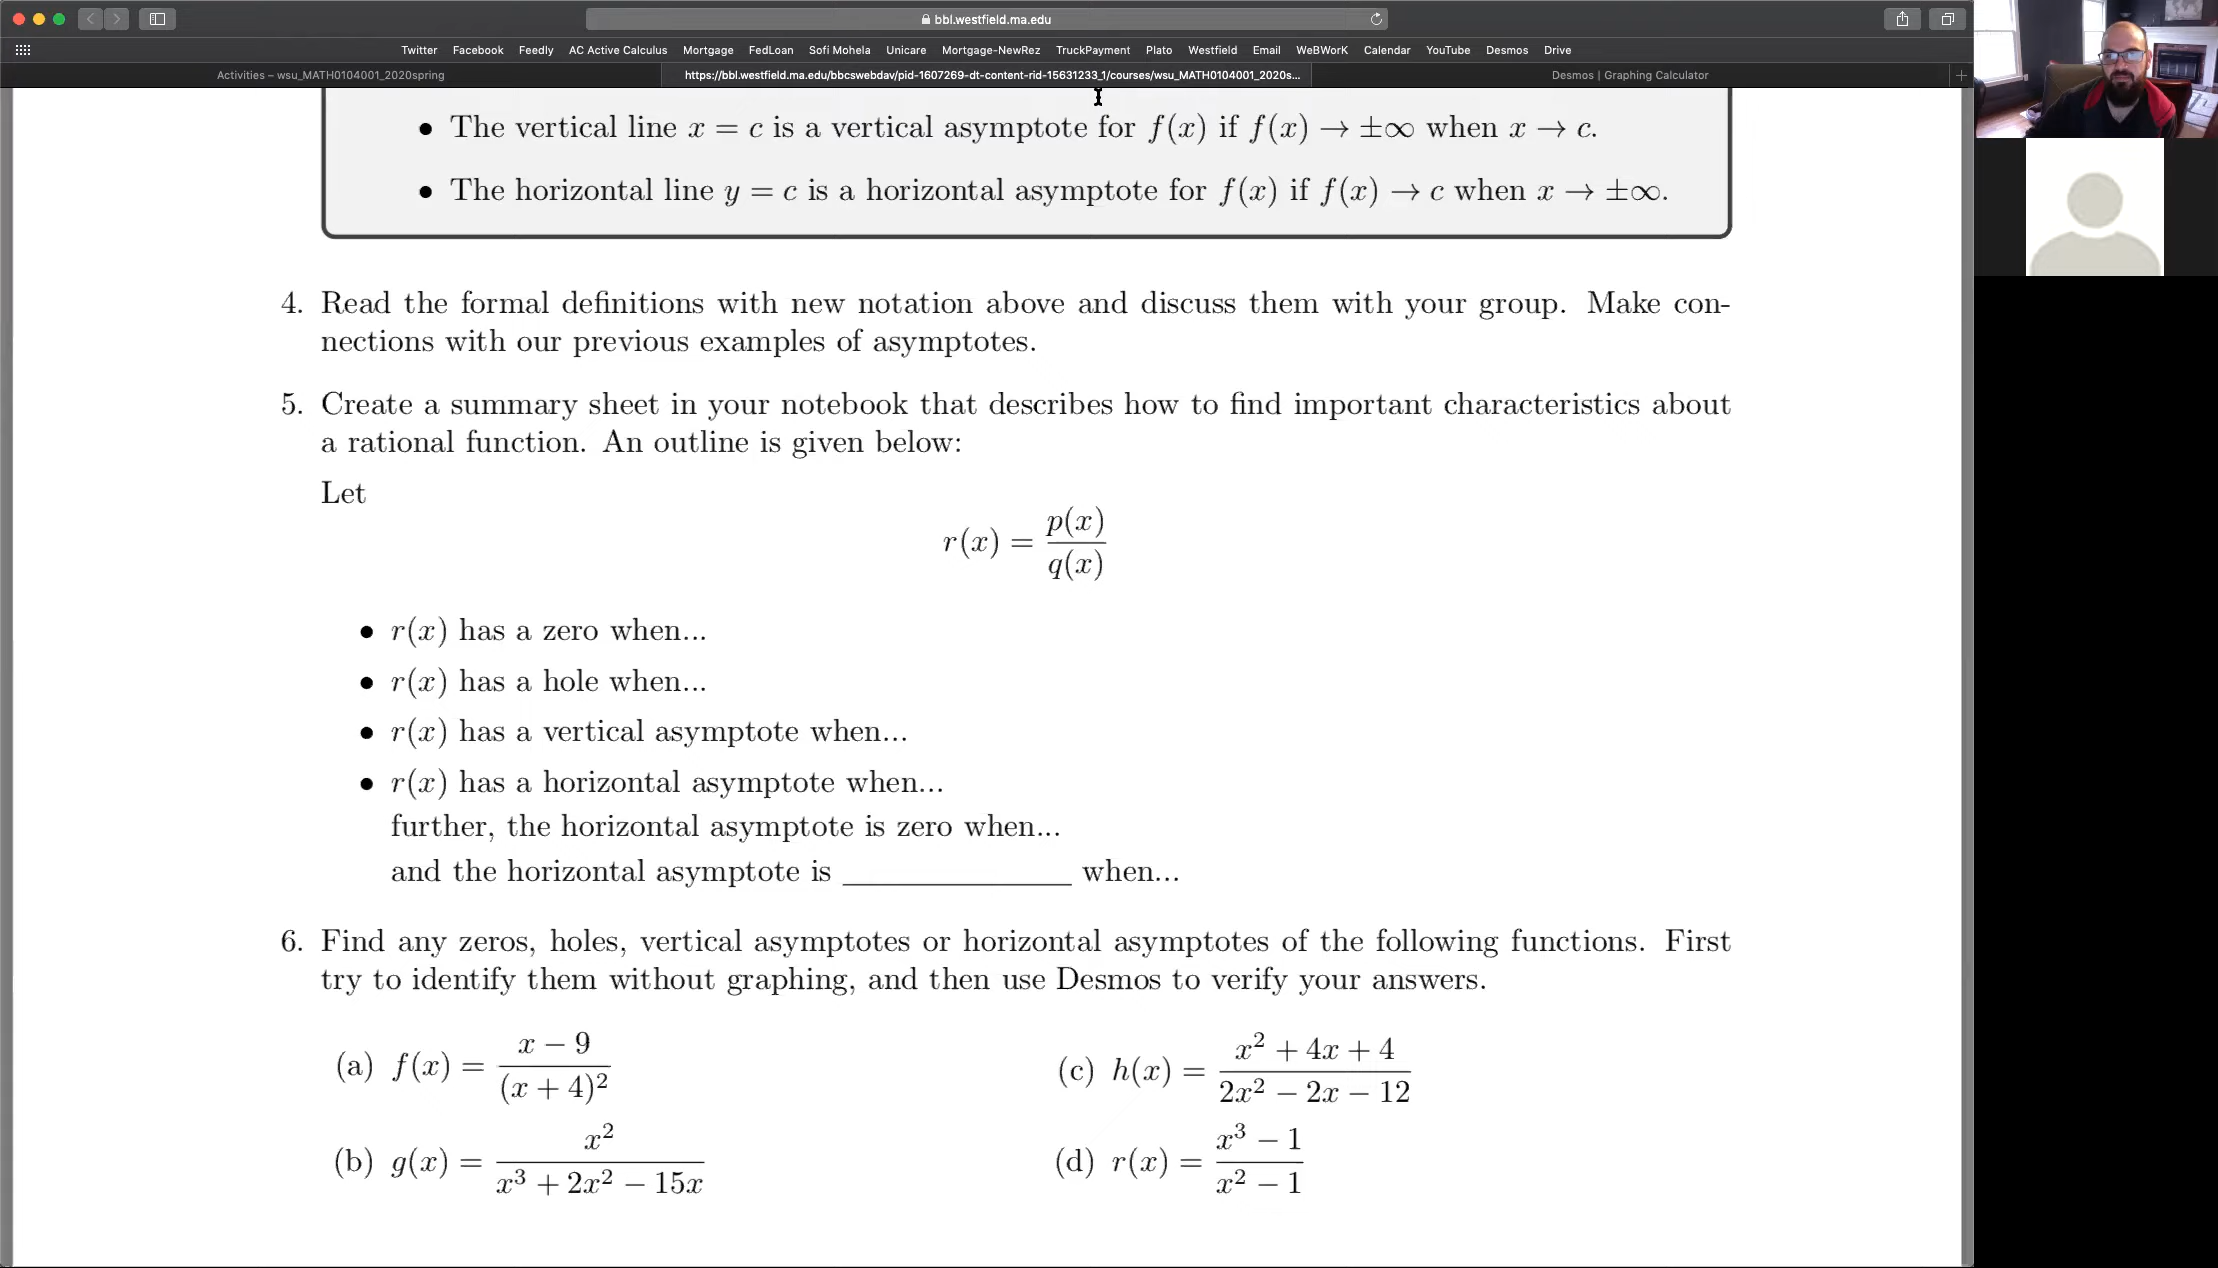 bbl.westfield.ma.edu
Twitter Facebook Feedly AC Active Calculus Mortgage FedLoan Sofi Mohela Unicare Mortgage-NewRez TruckPayment Plato Westfield Email WeBWorK Calendar YouTube Desmos Drive
Activities – wsu_MATH0104001_2020spring
https://bbl.westfield.ma.edu/bbcswebdav/pid-1607269-dt-content-rid-15631233_1/courses/wsu_MATH0104001_2020s...
Desmos | Graphing Calculator
• The vertical line x = c is a vertical asymptote for f(x) if f(x) → ±∞ when x → c.
• The horizontal line y = c is a horizontal asymptote for f(x) if f(x) → c when x → ±∞.
4. Read the formal definitions with new notation above and discuss them with your group. Make con-
nections with our previous examples of asymptotes.
5. Create a summary sheet in your notebook that describes how to find important characteristics about
a rational function. An outline is given below:
Let
r(x) = p(x)/q(x)
• r(x) has a zero when...
• r(x) has a hole when...
• r(x) has a vertical asymptote when...
• r(x) has a horizontal asymptote when...
further, the horizontal asymptote is zero when...
and the horizontal asymptote is ______________ when...
6. Find any zeros, holes, vertical asymptotes or horizontal asymptotes of the following functions. First
try to identify them without graphing, and then use Desmos to verify your answers.
(a) f(x) = (x − 9)/(x + 4)²
(b) g(x) = x²/(x³ + 2x² − 15x)
(c) h(x) = (x² + 4x + 4)/(2x² − 2x − 12)
(d) r(x) = (x³ − 1)/(x² − 1)